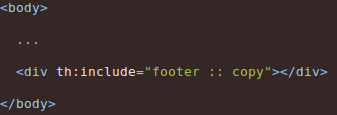 <body>
...
<div th:include="footer :: copy"></div>
</body>